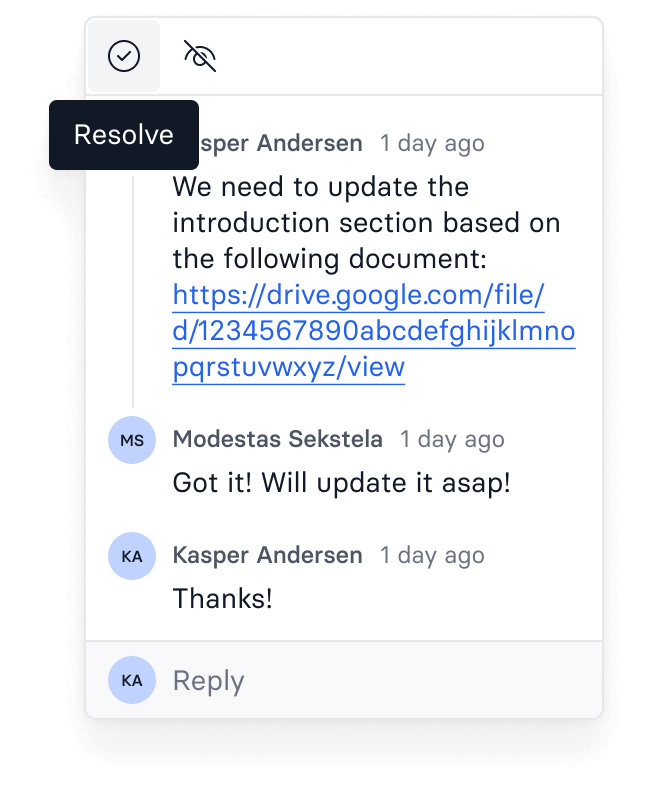 Resolve
sper Andersen 1 day ago
We need to update the
introduction section based on
the following document:
https://drive.google.com/file/
d/1234567890abcdefghijklmno
pqrstuvwxyz/view
MS Modestas Sekstela 1 day ago
Got it! Will update it asap!
KA Kasper Andersen 1 day ago
Thanks!
KA Reply